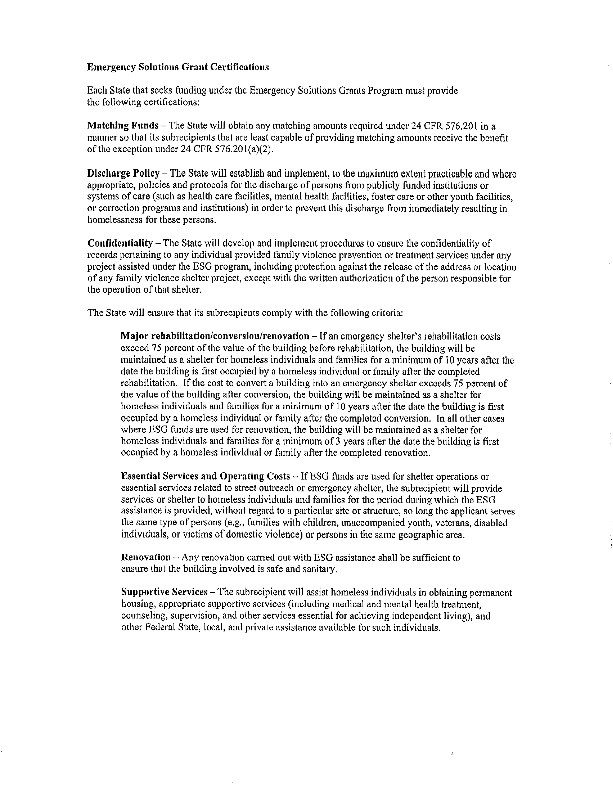 Emergency Solutions Grant Certifications
Each State that seeks funding under the Emergency Solutions Grants Program must provide
the following certifications:
Matching Funds – The State will obtain any matching amounts required under 24 CFR 576.201 in a
manner so that its subrecipients that are least capable of providing matching amounts receive the benefit
of the exception under 24 CFR 576.201(a)(2).
Discharge Policy – The State will establish and implement, to the maximum extent practicable and where
appropriate, policies and protocols for the discharge of persons from publicly funded institutions or
systems of care (such as health care facilities, mental health facilities, foster care or other youth facilities,
or correction programs and institutions) in order to prevent this discharge from immediately resulting in
homelessness for these persons.
Confidentiality – The State will develop and implement procedures to ensure the confidentiality of
records pertaining to any individual provided family violence prevention or treatment services under any
project assisted under the ESG program, including protection against the release of the address or location
of any family violence shelter project, except with the written authorization of the person responsible for
the operation of that shelter.
The State will ensure that its subrecipients comply with the following criteria:
Major rehabilitation/conversion/renovation – If an emergency shelter's rehabilitation costs
exceed 75 percent of the value of the building before rehabilitation, the building will be
maintained as a shelter for homeless individuals and families for a minimum of 10 years after the
date the building is first occupied by a homeless individual or family after the completed
rehabilitation. If the cost to convert a building into an emergency shelter exceeds 75 percent of
the value of the building after conversion, the building will be maintained as a shelter for
homeless individuals and families for a minimum of 10 years after the date the building is first
occupied by a homeless individual or family after the completed conversion. In all other cases
where ESG funds are used for renovation, the building will be maintained as a shelter for
homeless individuals and families for a minimum of 3 years after the date the building is first
occupied by a homeless individual or family after the completed renovation.
Essential Services and Operating Costs – If ESG funds are used for shelter operations or
essential services related to street outreach or emergency shelter, the subrecipient will provide
services or shelter to homeless individuals and families for the period during which the ESG
assistance is provided, without regard to a particular site or structure, so long the applicant serves
the same type of persons (e.g., families with children, unaccompanied youth, veterans, disabled
individuals, or victims of domestic violence) or persons in the same geographic area.
Renovation – Any renovation carried out with ESG assistance shall be sufficient to
ensure that the building involved is safe and sanitary.
Supportive Services – The subrecipient will assist homeless individuals in obtaining permanent
housing, appropriate supportive services (including medical and mental health treatment,
counseling, supervision, and other services essential for achieving independent living), and
other Federal State, local, and private assistance available for such individuals.